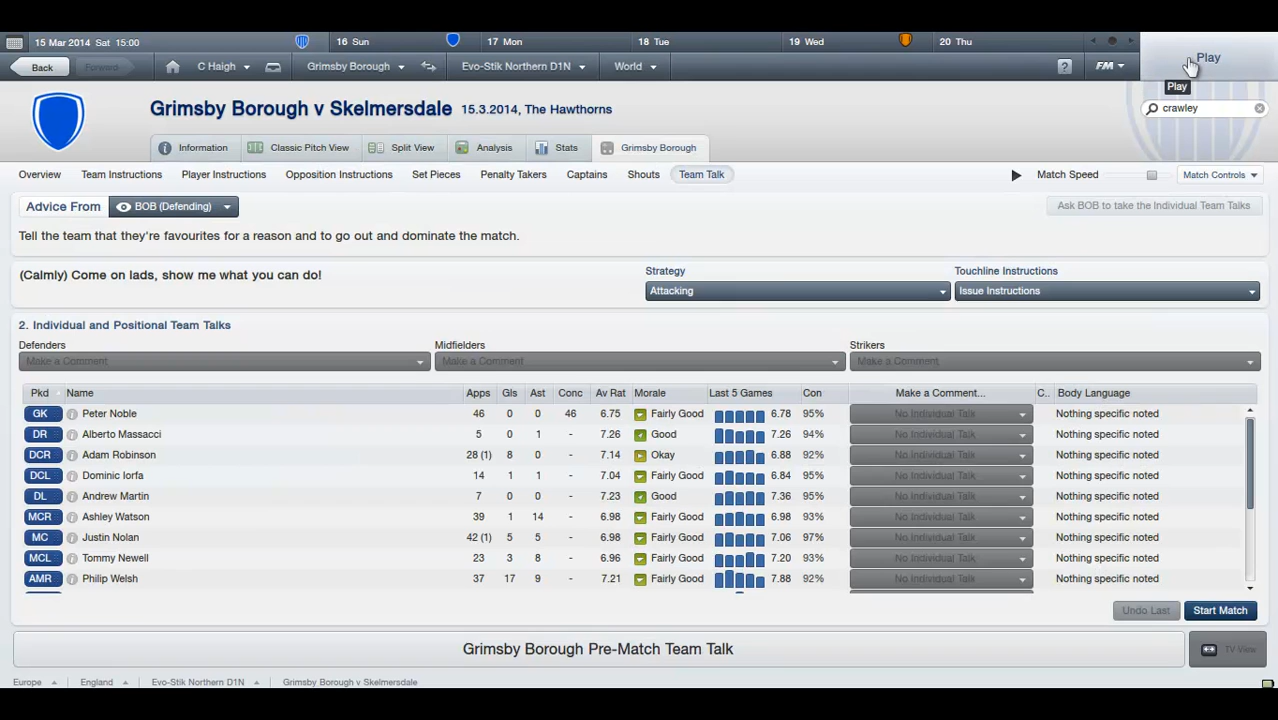 15 Mar 2014 Sat 15:00 16 Sun 17 Mon 18 Tue 19 Wed 20 Thu
Back Forward C Haigh Grimsby Borough Evo-Stik Northern D1N World ? FM Play
Play
Grimsby Borough v Skelmersdale 15.3.2014, The Hawthorns crawley
Information Classic Pitch View Split View Analysis Stats Grimsby Borough
Overview Team Instructions Player Instructions Opposition Instructions Set Pieces Penalty Takers Captains Shouts Team Talk Match Speed Match Controls
Advice From BOB (Defending) Ask BOB to take the Individual Team Talks
Tell the team that they're favourites for a reason and to go out and dominate the match.
(Calmly) Come on lads, show me what you can do! Strategy Touchline Instructions
Attacking Issue Instructions
2. Individual and Positional Team Talks
Defenders Midfielders Strikers
Make a Comment Make a Comment Make a Comment
Pkd Name Apps Gls Ast Conc Av Rat Morale Last 5 Games Con Make a Comment... C.. Body Language
GK Peter Noble 46 0 0 46 6.75 Fairly Good 6.78 95% No Individual Talk Nothing specific noted
DR Alberto Massacci 5 0 1 - 7.26 Good 7.26 94% No Individual Talk Nothing specific noted
DCR Adam Robinson 28 (1) 8 0 - 7.14 Okay 6.88 92% No Individual Talk Nothing specific noted
DCL Dominic Iorfa 14 1 1 - 7.04 Fairly Good 6.84 95% No Individual Talk Nothing specific noted
DL Andrew Martin 7 0 0 - 7.23 Good 7.36 95% No Individual Talk Nothing specific noted
MCR Ashley Watson 39 1 14 - 6.98 Fairly Good 6.98 93% No Individual Talk Nothing specific noted
MC Justin Nolan 42 (1) 5 5 - 6.98 Fairly Good 7.06 97% No Individual Talk Nothing specific noted
MCL Tommy Newell 23 3 8 - 6.96 Fairly Good 7.20 93% No Individual Talk Nothing specific noted
AMR Philip Welsh 37 17 9 - 7.21 Fairly Good 7.88 92% No Individual Talk Nothing specific noted
Undo Last Start Match
Grimsby Borough Pre-Match Team Talk TV View
Europe England Evo-Stik Northern D1N Grimsby Borough v Skelmersdale